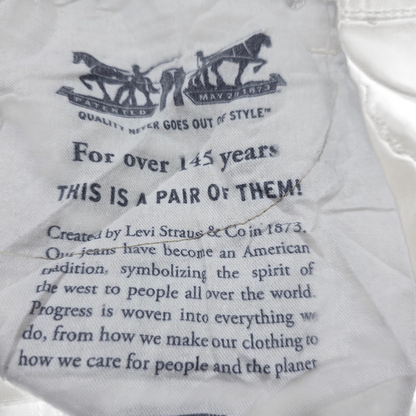 PATENTED MAY 20 1873
QUALITY NEVER GOES OUT OF STYLE™
For over 145 years
THIS IS A PAIR OF THEM!
Created by Levi Straus & Co in 1873.
Our jeans have become an American
tradition, symbolizing the spirit of
the west to people all over the world.
Progress is woven into everything we
do, from how we make our clothing to
how we care for people and the planet